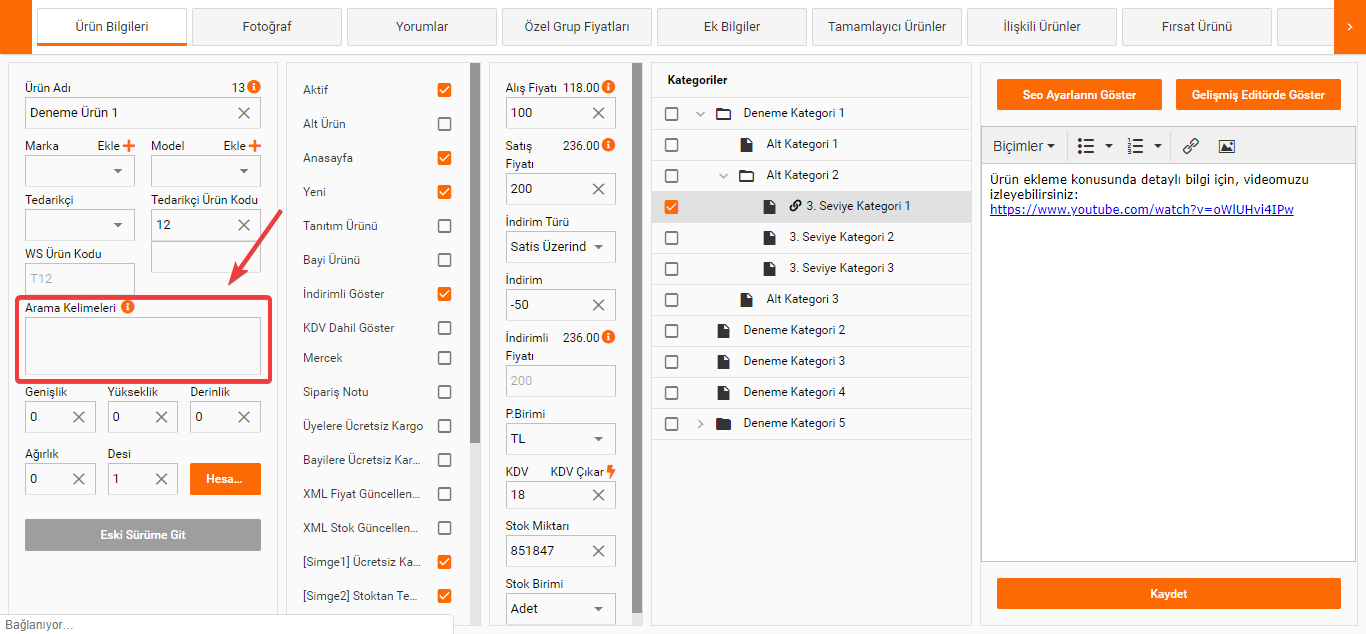 Ürün Bilgileri
Fotoğraf
Yorumlar
Özel Grup Fiyatları
Ek Bilgiler
Tamamlayıcı Ürünler
İlişkili Ürünler
Fırsat Ürünü
Ürün Adı 13
Deneme Ürün 1
Marka Ekle
Model Ekle
Tedarikçi
Tedarikçi Ürün Kodu
12
WS Ürün Kodu
T12
Arama Kelimeleri
Genişlik Yükseklik Derinlik
0 0 0
Ağırlık Desi
0 1 Hesa...
Eski Sürüme Git
Aktif
Alt Ürün
Anasayfa
Yeni
Tanıtım Ürünü
Bayi Ürünü
İndirimli Göster
KDV Dahil Göster
Mercek
Sipariş Notu
Üyelere Ücretsiz Kargo
Bayilere Ücretsiz Kar...
XML Fiyat Güncellen...
XML Stok Güncellen...
[Simge1] Ücretsiz Ka...
[Simge2] Stoktan Te...
Alış Fiyatı 118.00
100
Satış Fiyatı 236.00
200
İndirim Türü
Satis Üzerind
İndirim
-50
İndirimli Fiyatı 236.00
200
P.Birimi
TL
KDV KDV Çıkar
18
Stok Miktarı
851847
Stok Birimi
Adet
Kategoriler
Deneme Kategori 1
Alt Kategori 1
Alt Kategori 2
3. Seviye Kategori 1
3. Seviye Kategori 2
3. Seviye Kategori 3
Alt Kategori 3
Deneme Kategori 2
Deneme Kategori 3
Deneme Kategori 4
Deneme Kategori 5
Seo Ayarlarını Göster
Gelişmiş Editörde Göster
Biçimler
Ürün ekleme konusunda detaylı bilgi için, videomuzu
izleyebilirsiniz:
https://www.youtube.com/watch?v=oWlUHvi4IPw
Kaydet
Bağlanıyor...